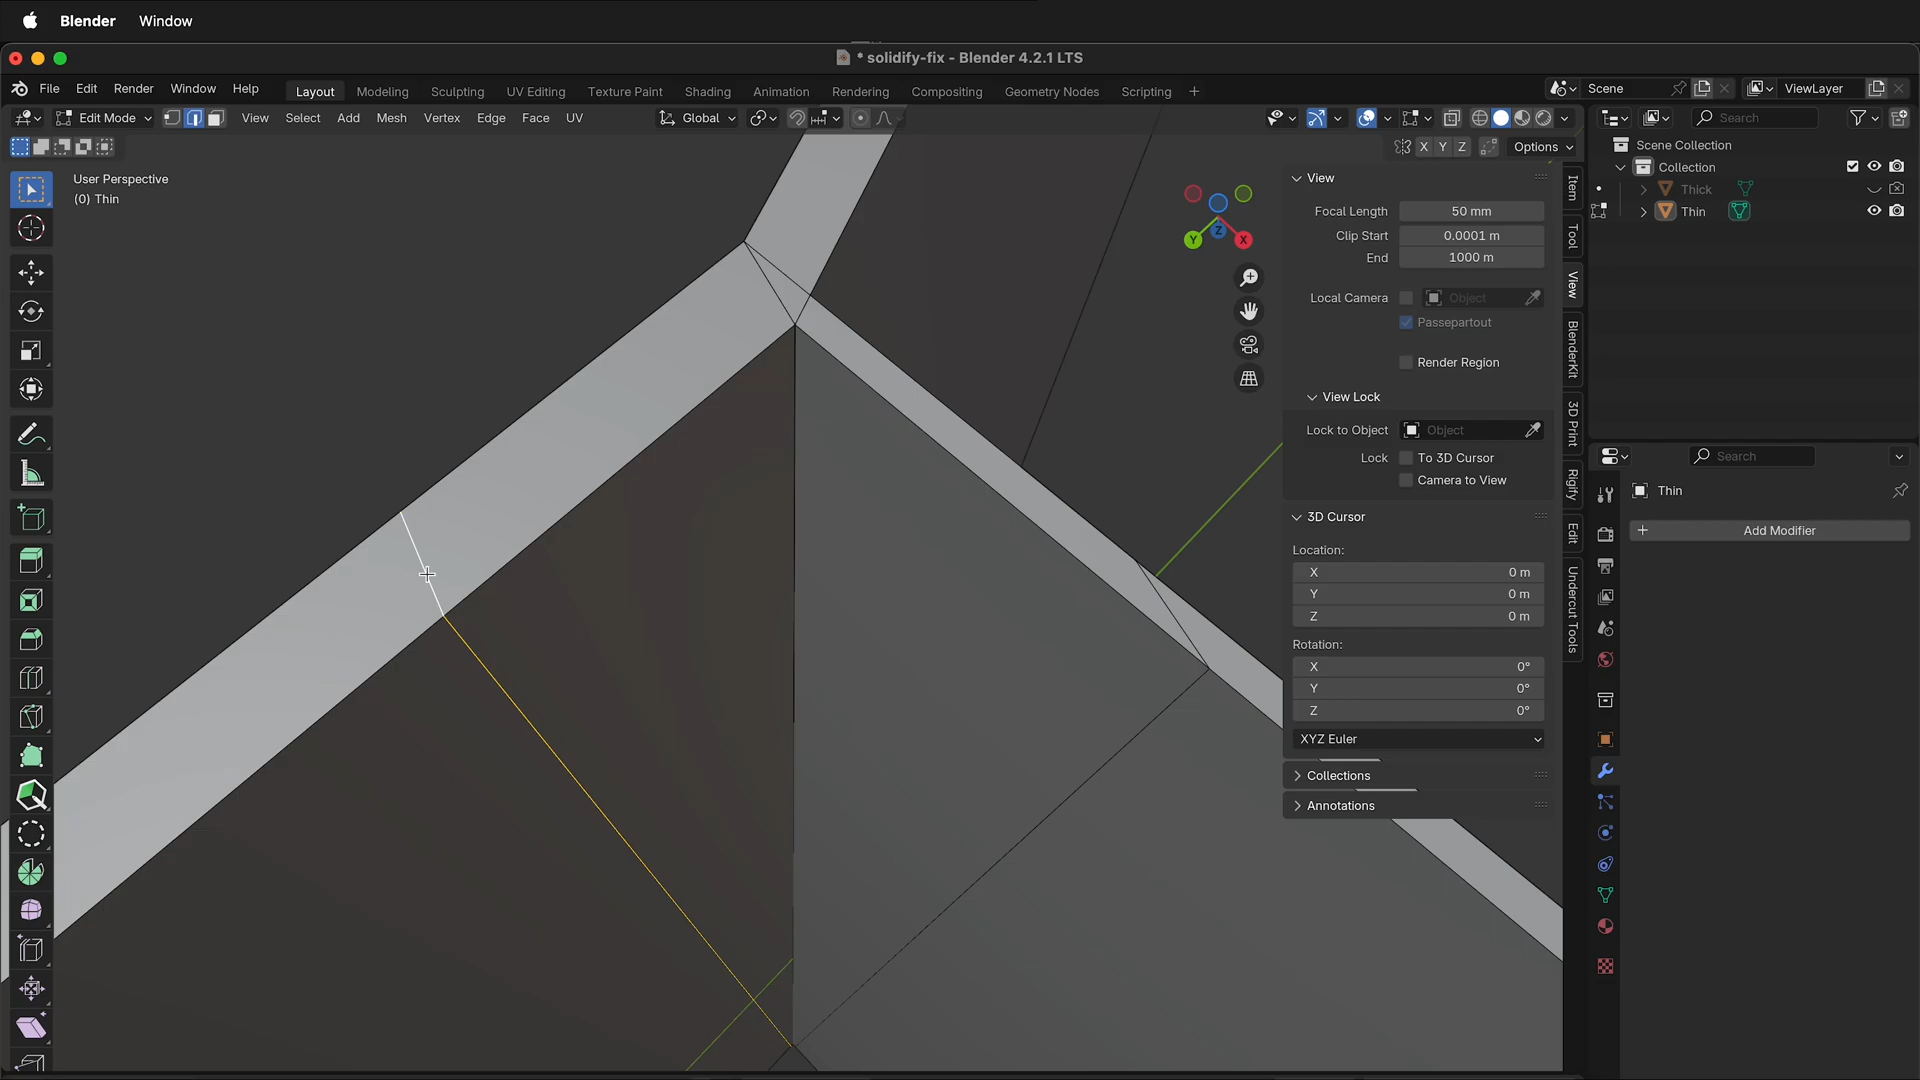 Blender Window
* solidify-fix - Blender 4.2.1 LTS
File Edit Render Window Help
Layout Modeling Sculpting UV Editing Texture Paint Shading Animation Rendering Compositing Geometry Nodes Scripting +
Scene
ViewLayer
Edit Mode
View Select Add Mesh Vertex Edge Face UV
Global
Search
X Y Z
Options
User Perspective
(0) Thin
Y Z X
View
Focal Length 50 mm
Clip Start 0.0001 m
End 1000 m
Local Camera Object
Passepartout
Render Region
View Lock
Lock to Object Object
Lock To 3D Cursor
Camera to View
3D Cursor
Location:
X 0 m
Y 0 m
Z 0 m
Rotation:
X 0°
Y 0°
Z 0°
XYZ Euler
Collections
Annotations
Item
Tool
View
BlenderKit
3D Print
Rigify
Edit
Undercut Tools
Scene Collection
Collection
Thick
Thin
Search
Thin
+ Add Modifier